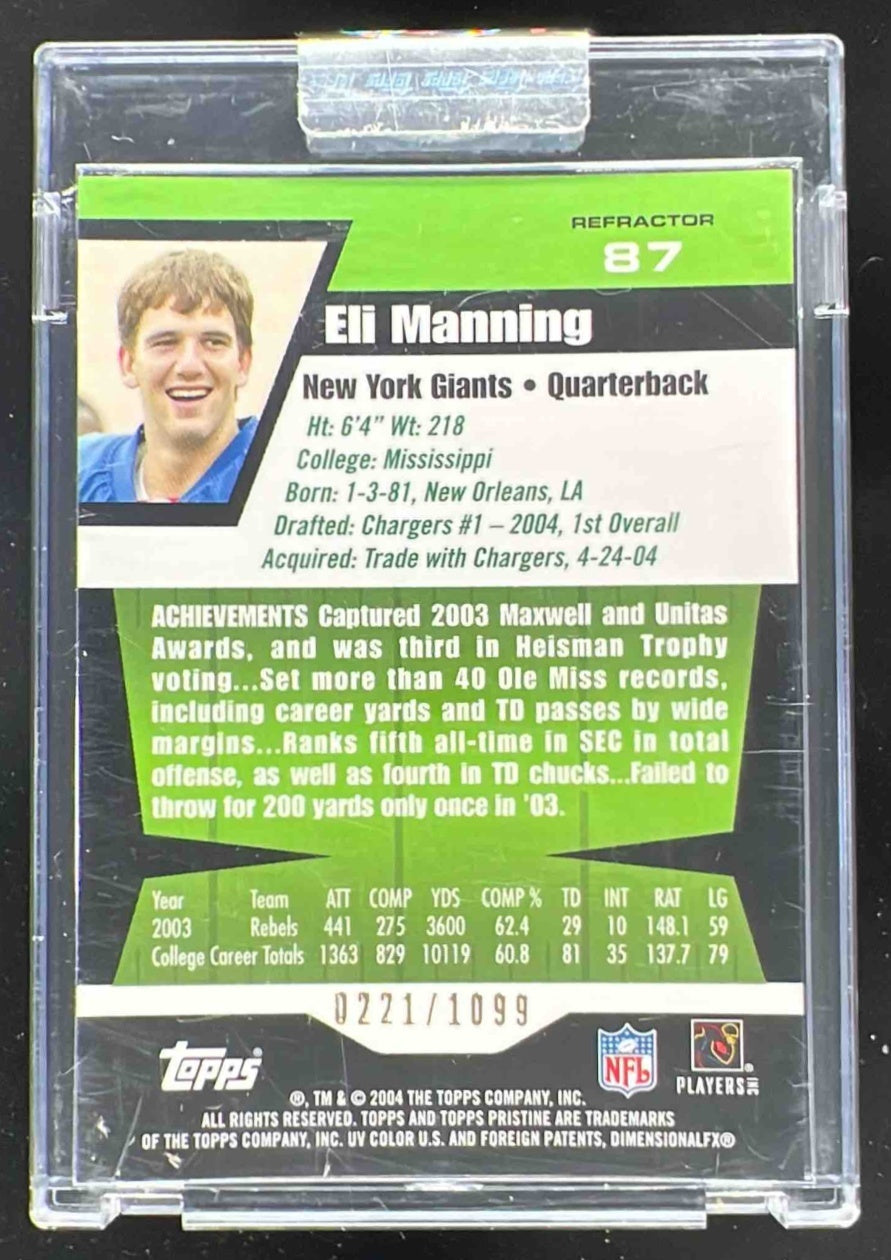 REFRACTOR
87
Eli Manning
New York Giants • Quarterback
Ht: 6'4" Wt: 218
College: Mississippi
Born: 1-3-81, New Orleans, LA
Drafted: Chargers #1 – 2004, 1st Overall
Acquired: Trade with Chargers, 4-24-04
ACHIEVEMENTS Captured 2003 Maxwell and Unitas
Awards, and was third in Heisman Trophy
voting...Set more than 40 Ole Miss records,
including career yards and TD passes by wide
margins...Ranks fifth all-time in SEC in total
offense, as well as fourth in TD chucks...Failed to
throw for 200 yards only once in '03.
Year Team ATT COMP YDS COMP % TD INT RAT LG
2003 Rebels 441 275 3600 62.4 29 10 148.1 59
College Career Totals 1363 829 10119 60.8 81 35 137.7 79
0221/1099
topps
NFL
PLAYERS INC
®, TM & © 2004 THE TOPPS COMPANY, INC.
ALL RIGHTS RESERVED. TOPPS AND TOPPS PRISTINE ARE TRADEMARKS
OF THE TOPPS COMPANY, INC. UV COLOR U.S. AND FOREIGN PATENTS, DIMENSIONALFX®